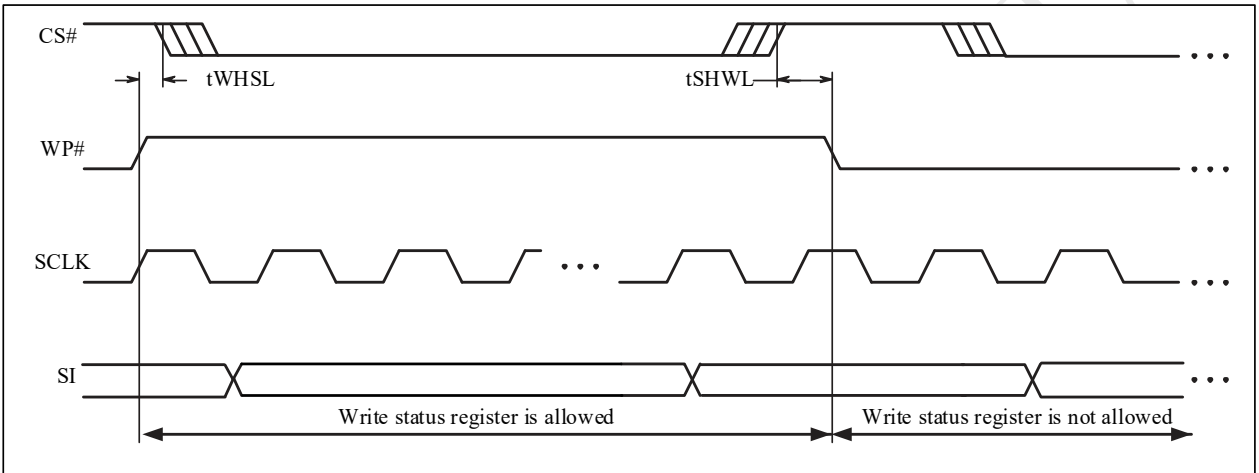 CS#
tWHSL
tSHWL
WP#
SCLK
SI
Write status register is allowed
Write status register is not allowed